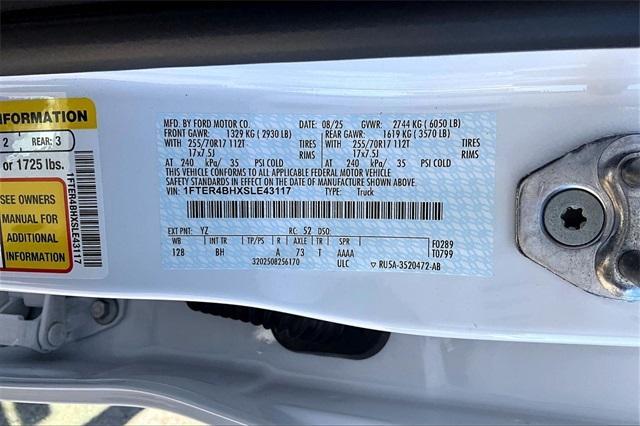 INFORMATION
2 REAR: 3
or 1725 lbs.
SEE OWNERS
MANUAL FOR
ADDITIONAL
INFORMATION
1FTER4BHXSLE43117
MFD. BY FORD MOTOR CO. 08/25 GVWR: 2744 KG (6050 LB)
FRONT GAWR: 1329 KG (2930 LB) REAR GAWR: 1619 KG (3570 LB)
WITH 255/70R17 112T TIRES WITH 255/70R17 112T TIRES
17x7.5J RIMS 17x7.5J RIMS
AT 240 kPa/ 35 PSI COLD AT 240 kPa/ 35 PSI COLD
THIS VEHICLE CONFORMS TO ALL APPLICABLE FEDERAL MOTOR VEHICLE
SAFETY STANDARDS IN EFFECT ON THE DATE OF MANUFACTURE SHOWN ABOVE.
VIN: 1FTER4BHXSLE43117 TYPE: Truck
EXT PNT: YZ RC: 52 DSO:
WB INT TR TP/PS R AXLE TR SPR F0289
128 BH A 73 T AAAA T0799
3202508256170 ULC RU5A-3520472-AB